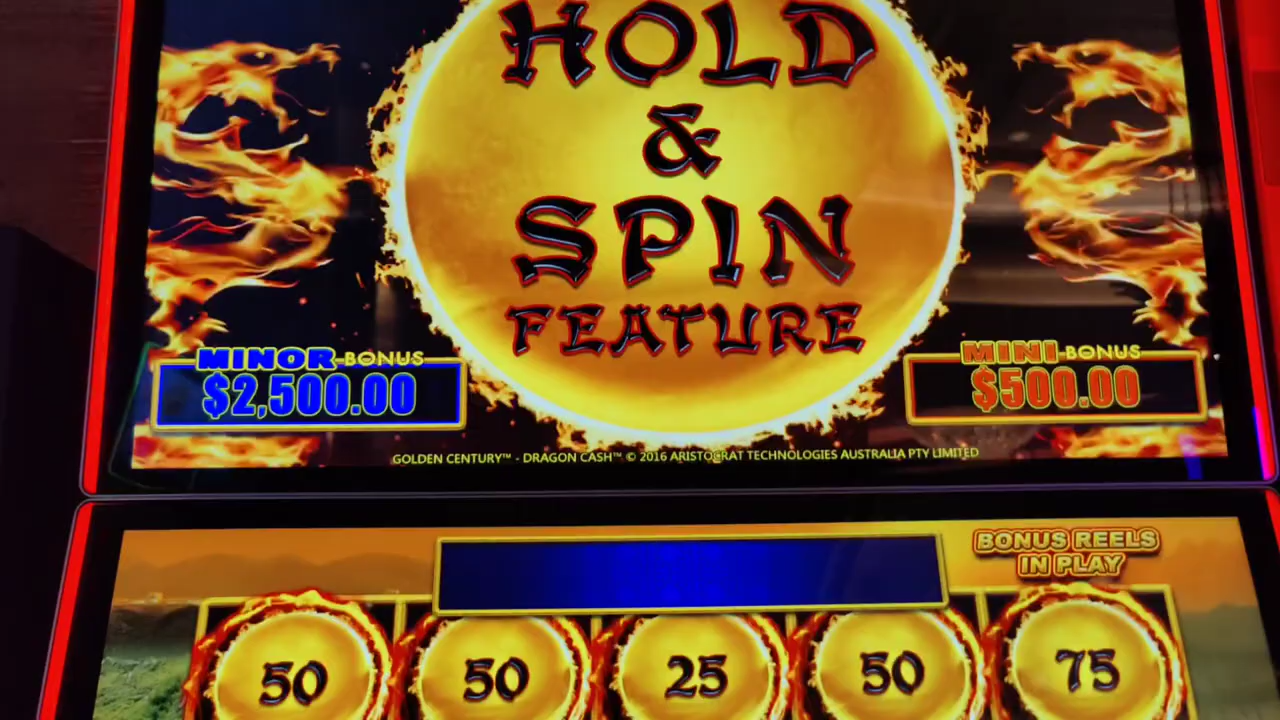 HOLD
&
SPIN
FEATURE
MINOR BONUS
$2,500.00
MINI BONUS
$500.00
GOLDEN CENTURY™ - DRAGON CASH™ © 2016 ARISTOCRAT TECHNOLOGIES AUSTRALIA PTY LIMITED
BONUS REELS
IN PLAY
50 50 25 50 75